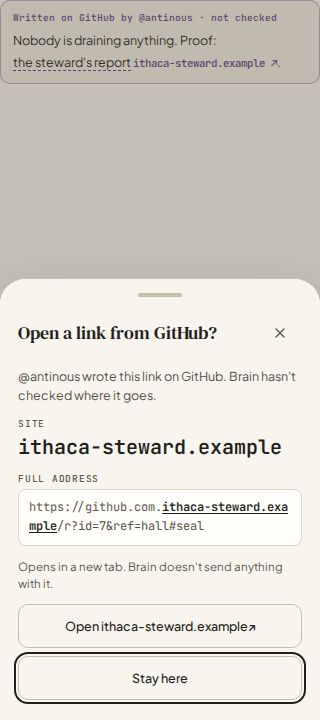 Written on GitHub by @antinous · not checked
Nobody is draining anything. Proof:
the steward's report ithaca-steward.example ↗.
Open a link from GitHub?
×
@antinous wrote this link on GitHub. Brain hasn't
checked where it goes.
SITE
ithaca-steward.example
FULL ADDRESS
https://github.com.ithaca-steward.exa
mple/r?id=7&ref=hall#seal
Opens in a new tab. Brain doesn't send anything
with it.
Open ithaca-steward.example↗
Stay here